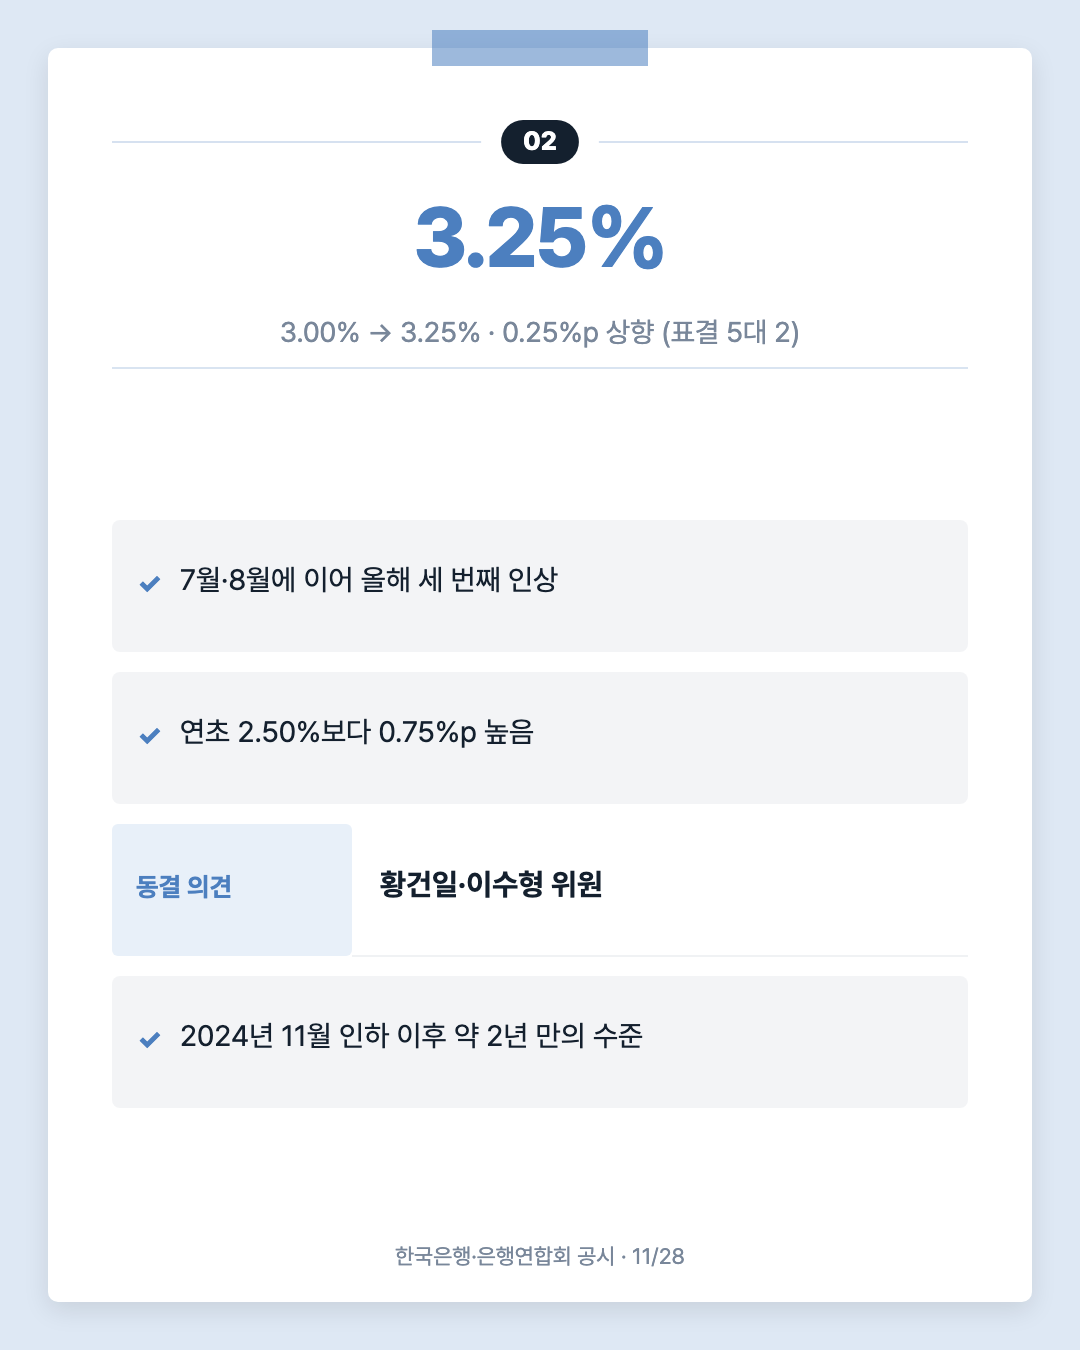 02
3.25%
3.00% → 3.25% · 0.25%p 상향 (표결 5대 2)
7월·8월에 이어 올해 세 번째 인상
연초 2.50%보다 0.75%p 높음
동결 의견
황건일·이수형 위원
2024년 11월 인하 이후 약 2년 만의 수준
한국은행·은행연합회 공시 · 11/28